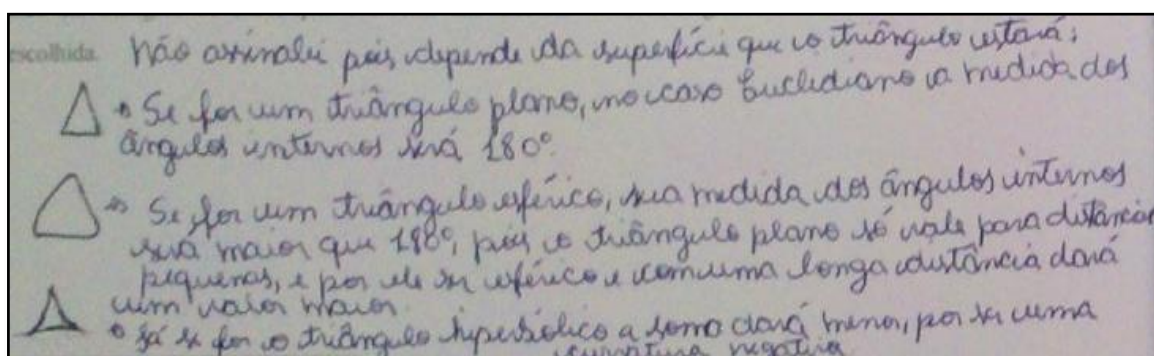 escolhida. Não assinalei pois, depende da superfície que o triângulo estará:
Se for um triângulo plano, no caso Euclidiano a medida dos
ângulos internos será 180°.
Se for um triângulo esférico, sua medida dos ângulos internos
será maior que 180°, pois o triângulo plano só vale para distâncias
pequenas, e por ele ser esférico e com uma longa distância dará
um valor maior.
Já se for o triângulo hiperbólico a soma dará menor, por ser uma
curvatura negativa